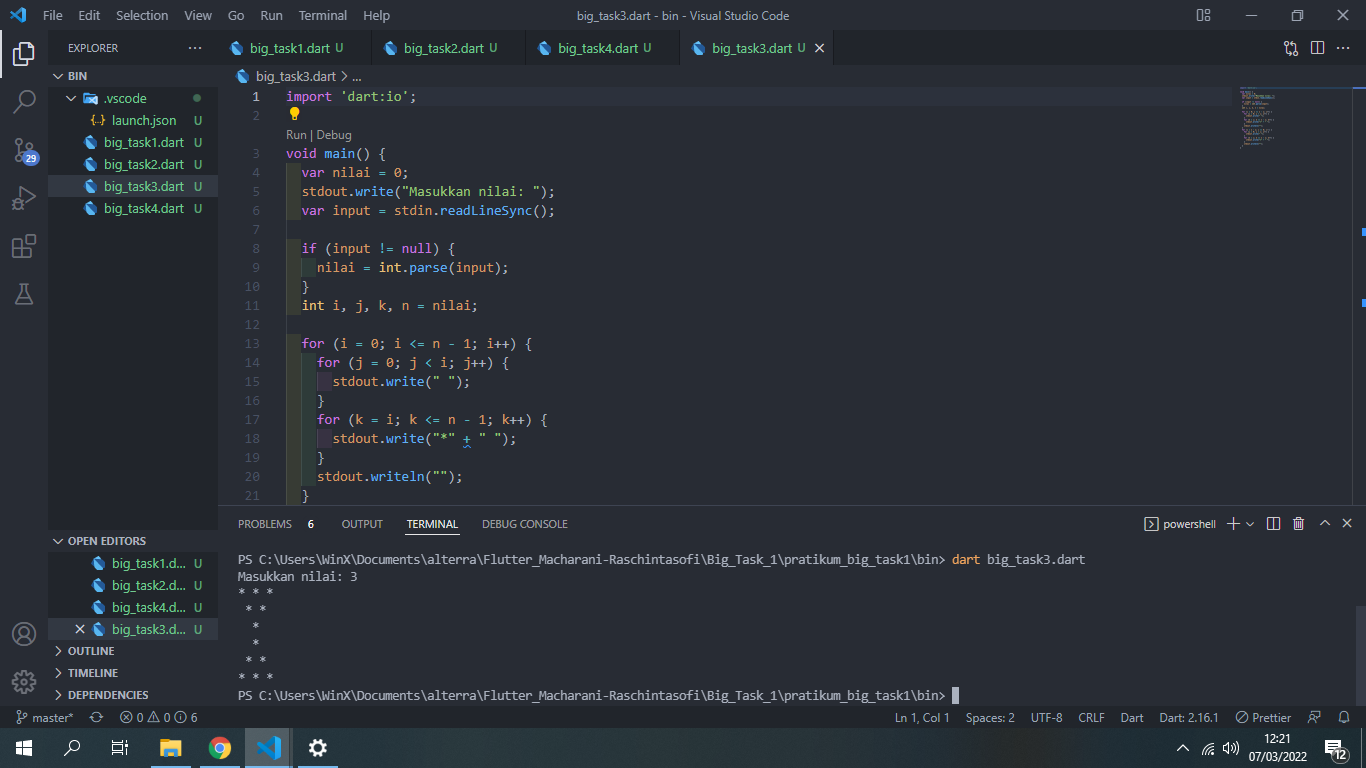 File Edit Selection View Go Run Terminal Help big_task3.dart - bin - Visual Studio Code
EXPLORER
BIN
.vscode
launch.json U
big_task1.dart U
big_task2.dart U
big_task3.dart U
big_task4.dart U
29
OPEN EDITORS
big_task1.d... U
big_task2.d... U
big_task4.d... U
big_task3.d... U
OUTLINE
TIMELINE
DEPENDENCIES
big_task1.dart U big_task2.dart U big_task4.dart U big_task3.dart U
big_task3.dart > ...
1 import 'dart:io';
2
Run | Debug
3 void main() {
4 var nilai = 0;
5 stdout.write("Masukkan nilai: ");
6 var input = stdin.readLineSync();
7
8 if (input != null) {
9 nilai = int.parse(input);
10 }
11 int i, j, k, n = nilai;
12
13 for (i = 0; i <= n - 1; i++) {
14 for (j = 0; j < i; j++) {
15 stdout.write(" ");
16 }
17 for (k = i; k <= n - 1; k++) {
18 stdout.write("*" + " ");
19 }
20 stdout.writeln("");
21 }
PROBLEMS 6 OUTPUT TERMINAL DEBUG CONSOLE powershell
PS C:\Users\WinX\Documents\alterra\Flutter_Macharani-Raschintasofi\Big_Task_1\pratikum_big_task1\bin> dart big_task3.dart
Masukkan nilai: 3
* * *
 * *
  *
  *
 * *
* * *
PS C:\Users\WinX\Documents\alterra\Flutter_Macharani-Raschintasofi\Big_Task_1\pratikum_big_task1\bin>
master* 0 0 6 Ln 1, Col 1 Spaces: 2 UTF-8 CRLF Dart Dart: 2.16.1 Prettier
12:21
07/03/2022
12